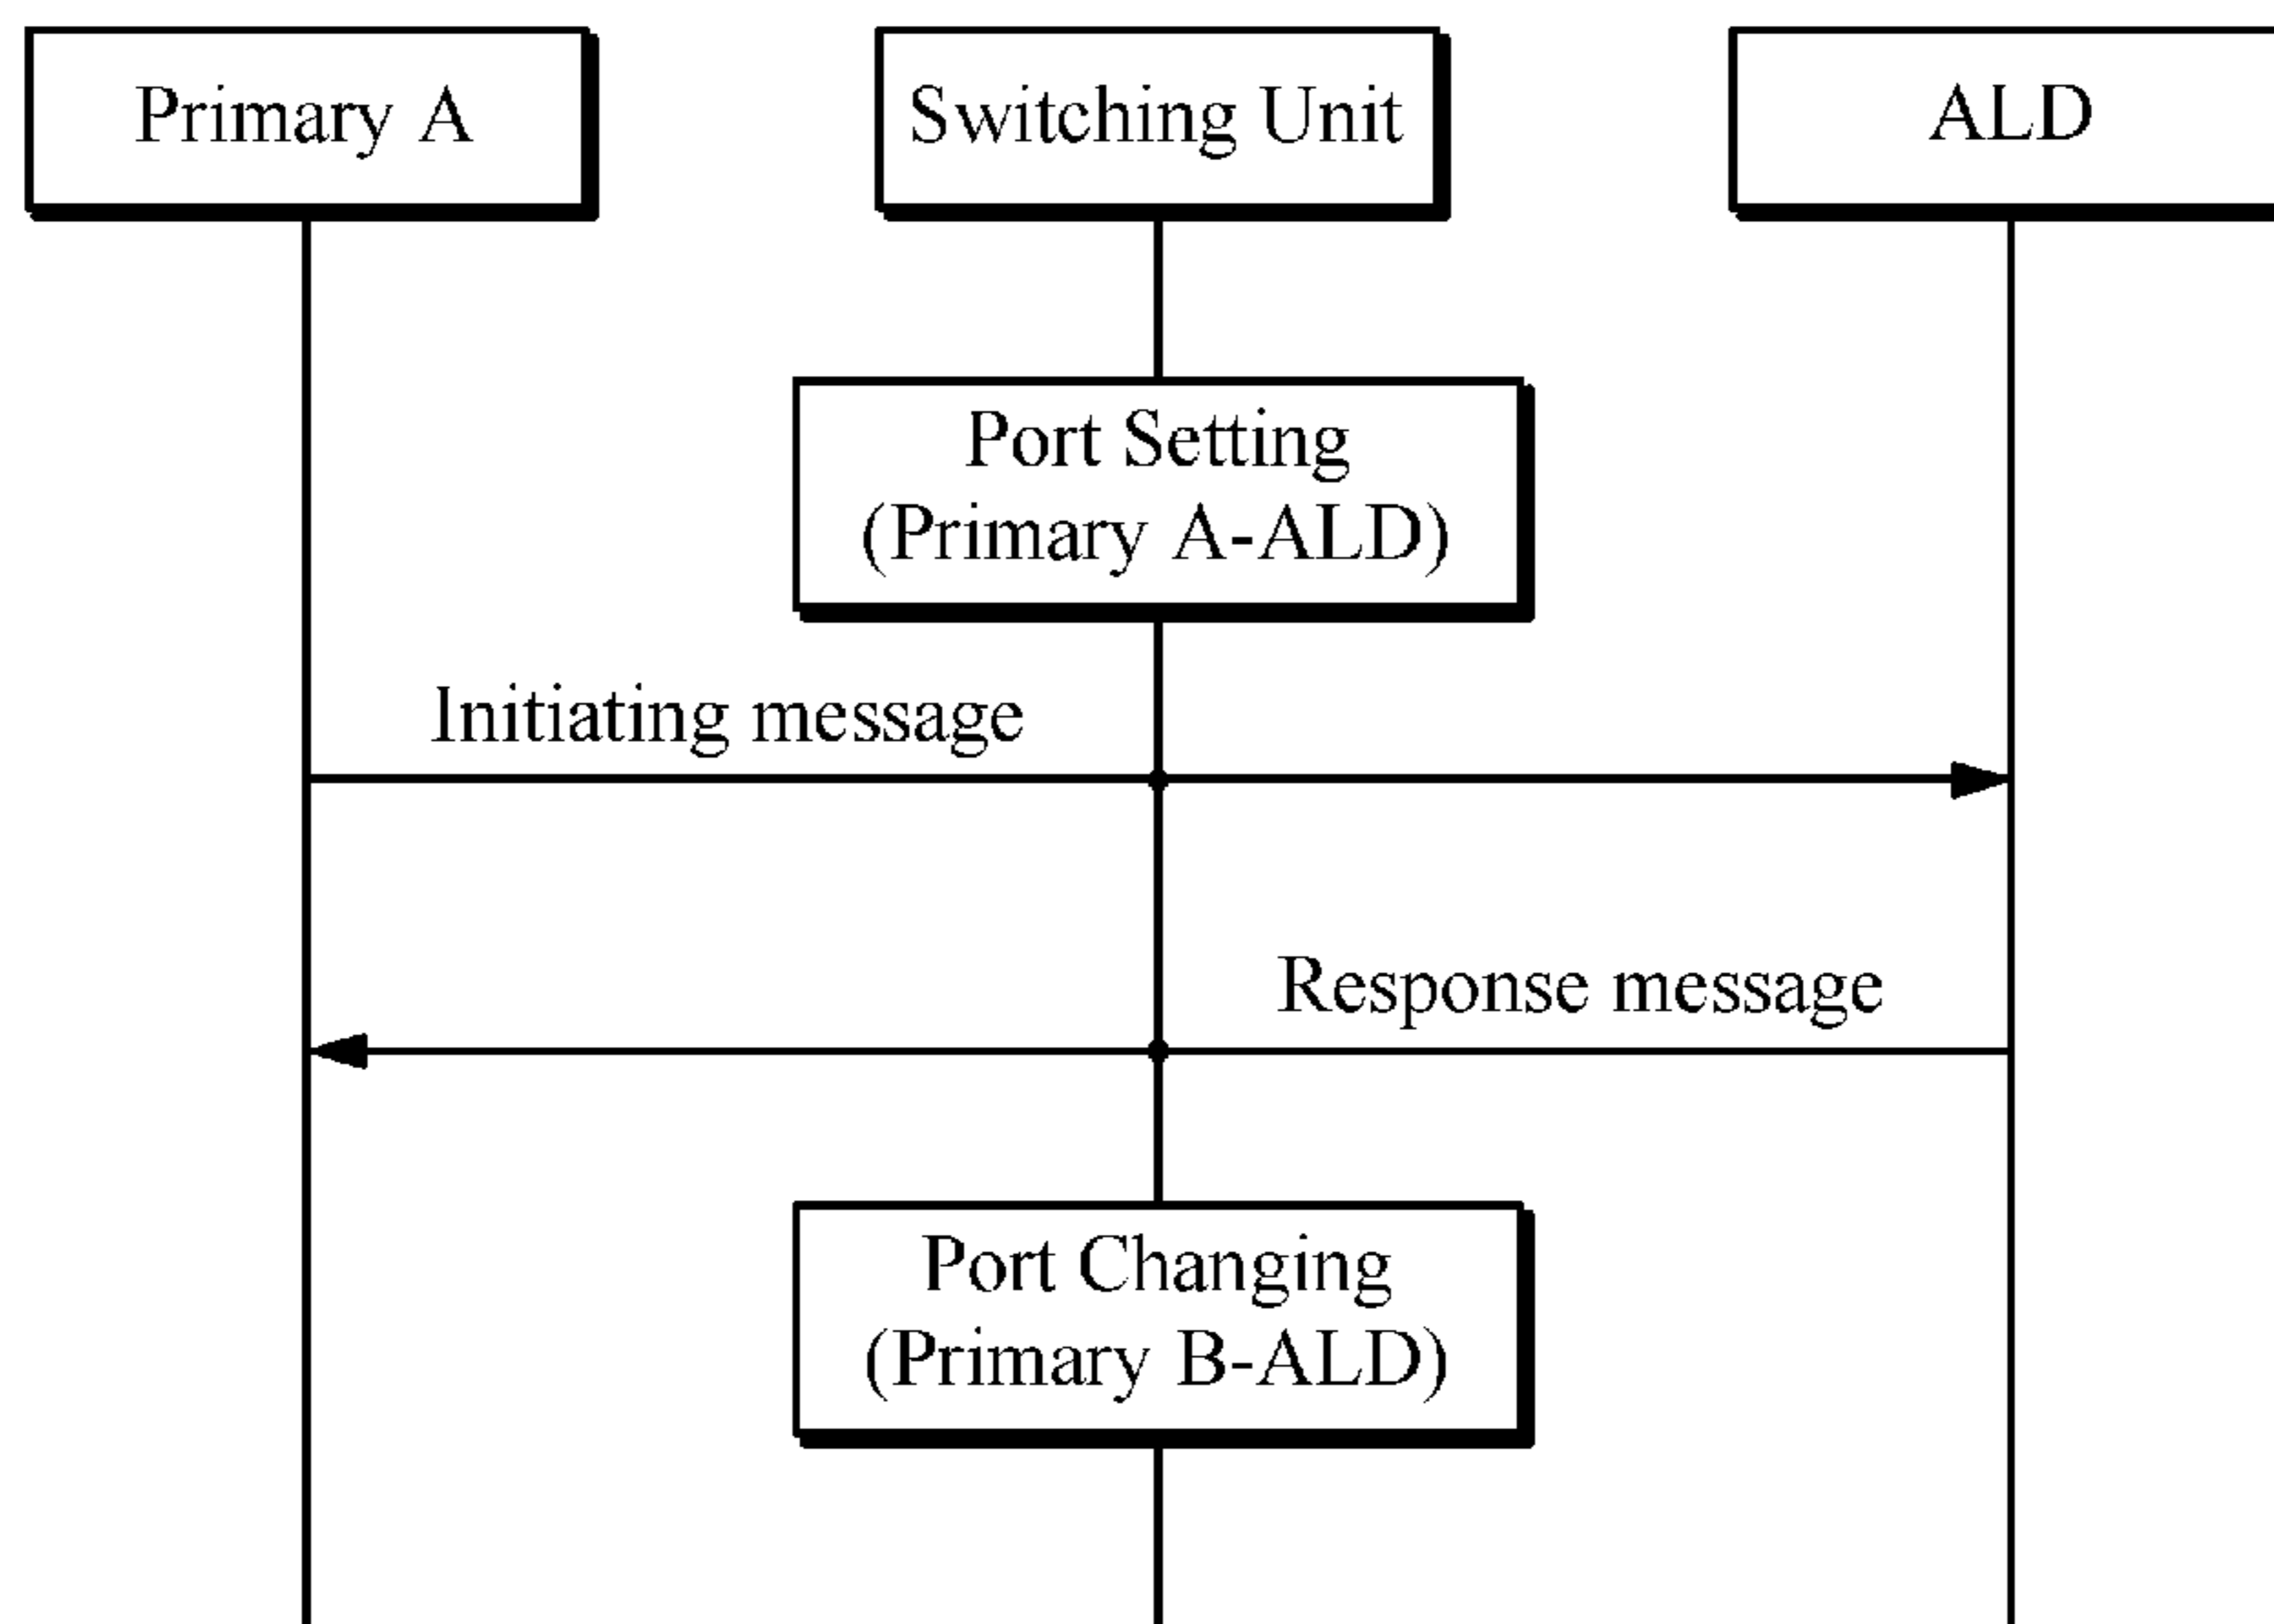 Primary A
Switching Unit
ALD
Port Setting
(Primary A-ALD)
Initiating message
Response message
Port Changing
(Primary B-ALD)